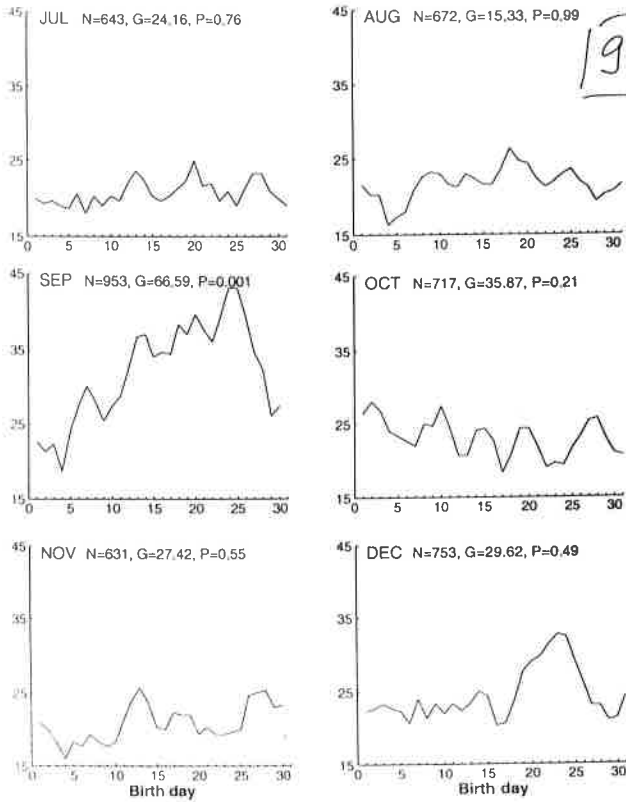 JUL N=643, G=24,16, P=0,76
45
35
25
15
0 5 10 15 20 25 30
AUG N=672, G=15,33, P=0,99
19
45
35
25
15
0 5 10 15 20 25 30
SEP N=953, G=66,59, P=0,001
45
35
25
15
0 5 10 15 20 25 30
OCT N=717, G=35.87, P=0,21
45
35
25
15
0 5 10 15 20 25 30
NOV N=631, G=27,42, P=0,55
45
35
25
15
0 5 10 15 20 25 30
Birth day
DEC N=753, G=29.62, P=0,49
45
35
25
15
0 5 10 15 20 25 30
Birth day